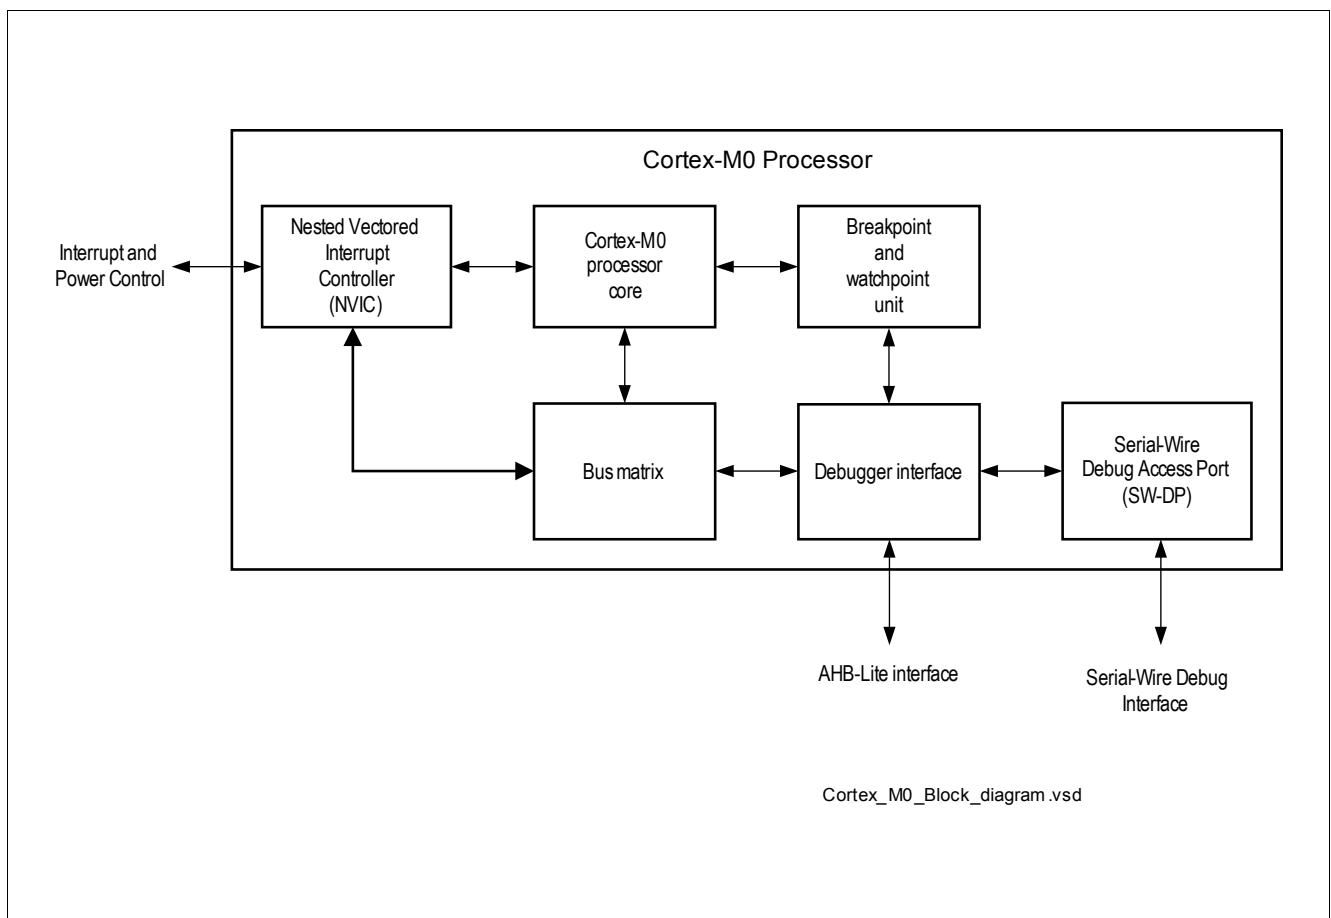 Cortex-M0 Processor
Interrupt and
Power Control
Nested Vectored
Interrupt
Controller
(NVIC)
Cortex-M0
processor
core
Breakpoint
and
watchpoint
unit
Bus matrix
Debugger interface
Serial-Wire
Debug Access Port
(SW-DP)
AHB-Lite interface
Serial-Wire Debug
Interface
Cortex_M0_Block_diagram.vsd